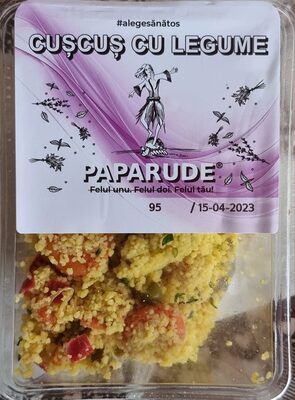 #alegesănătos
CUȘCUȘ CU LEGUME
PAPARUDE®
Felul unu. Felul doi. Felul tău!
95 / 15-04-2023